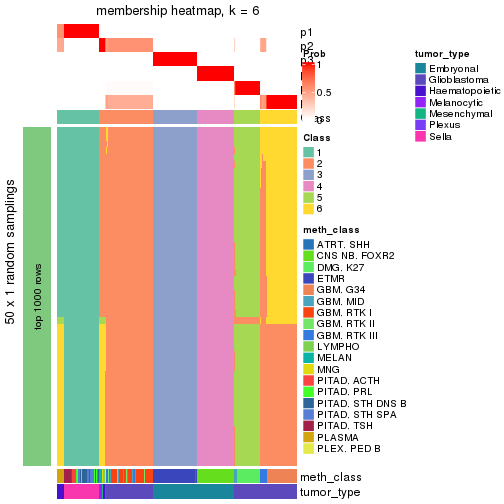 membership heatmap, k = 6
p1
p2
p3
Prob
1
0.5
0
Class
1
2
3
4
5
6
50 x 1 random samplings
top 1000 rows
meth_class
ATRT. SHH
CNS NB. FOXR2
DMG. K27
ETMR
GBM. G34
GBM. MID
GBM. RTK I
GBM. RTK II
GBM. RTK III
LYMPHO
MELAN
MNG
PITAD. ACTH
PITAD. PRL
PITAD. STH DNS B
PITAD. STH SPA
PITAD. TSH
PLASMA
PLEX. PED B
tumor_type
Embryonal
Glioblastoma
Haematopoietic
Melanocytic
Mesenchymal
Plexus
Sella
meth_class
tumor_type